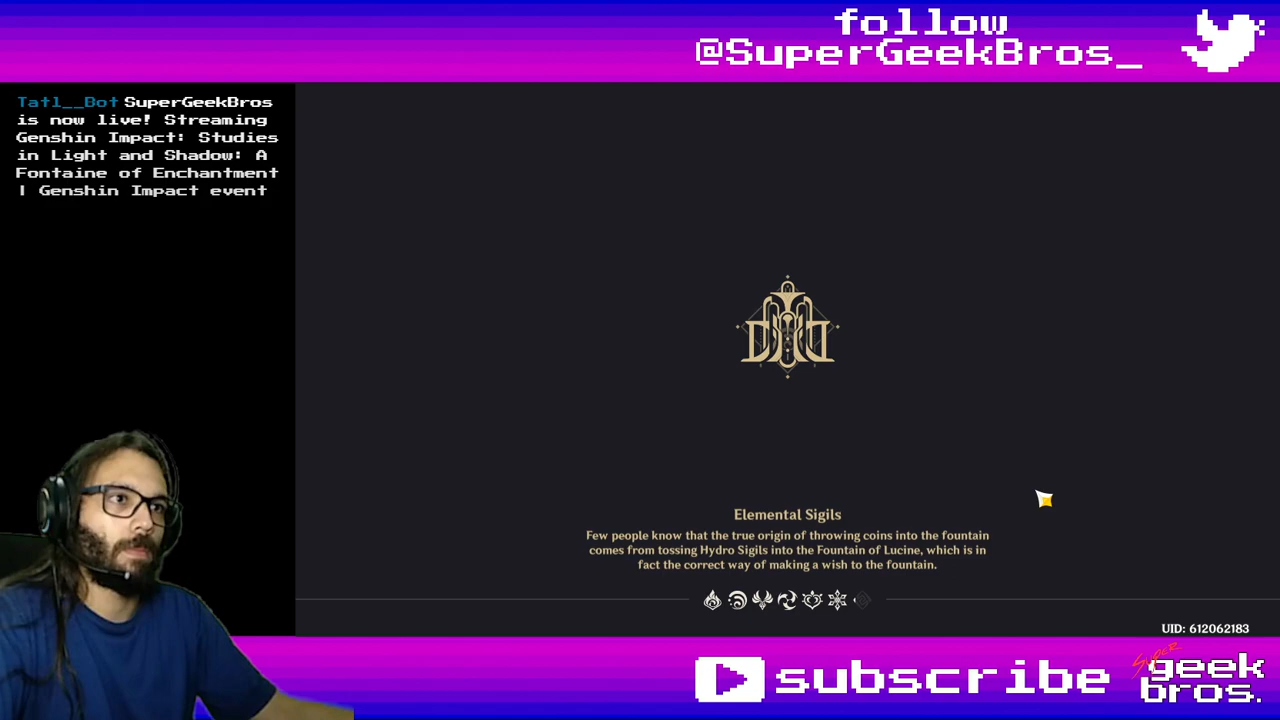 follow
@SuperGeekBros_
Tatl__Bot SuperGeekBros
is now live! Streaming
Genshin Impact: Studies
in Light and Shadow: A
Fontaine of Enchantment
| Genshin Impact event
Elemental Sigils
Few people know that the true origin of throwing coins into the fountain
comes from tossing Hydro Sigils into the Fountain of Lucine, which is in
fact the correct way of making a wish to the fountain.
UID: 612062183
subscribe
SUPER
geek
bros.